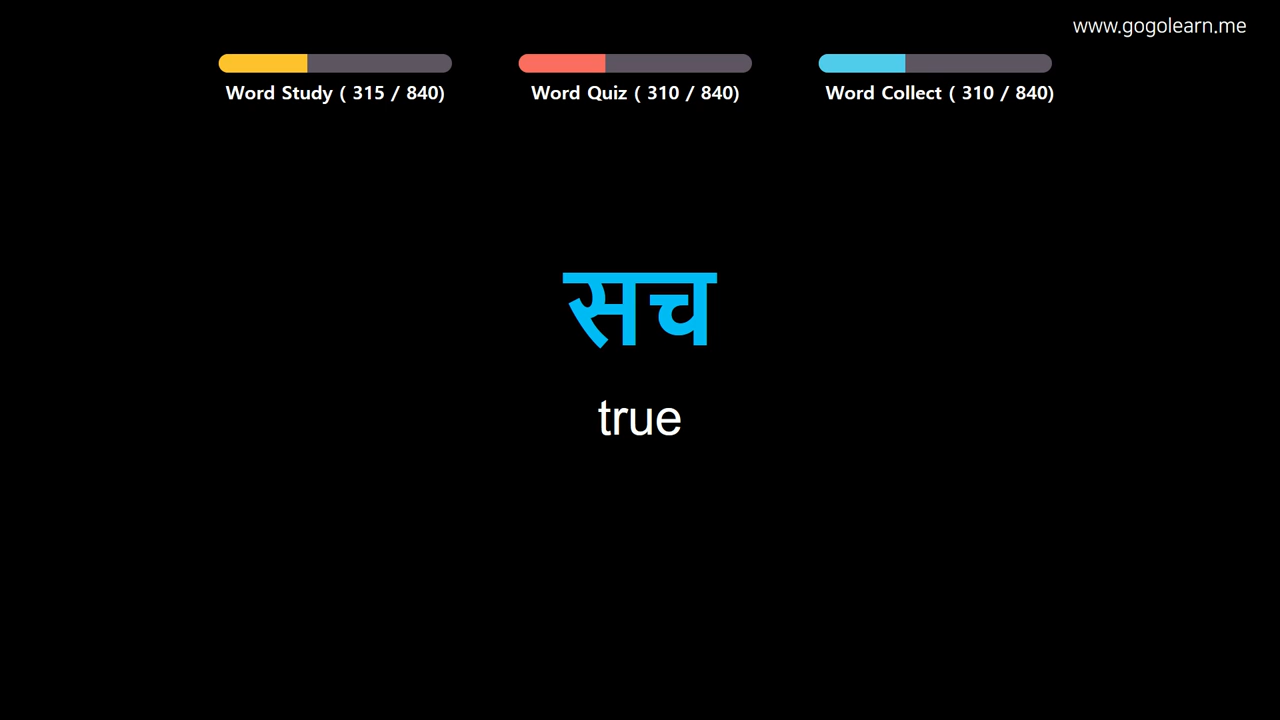 www.gogolearn.me
Word Study ( 315 / 840)
Word Quiz ( 310 / 840)
Word Collect ( 310 / 840)
सच
true